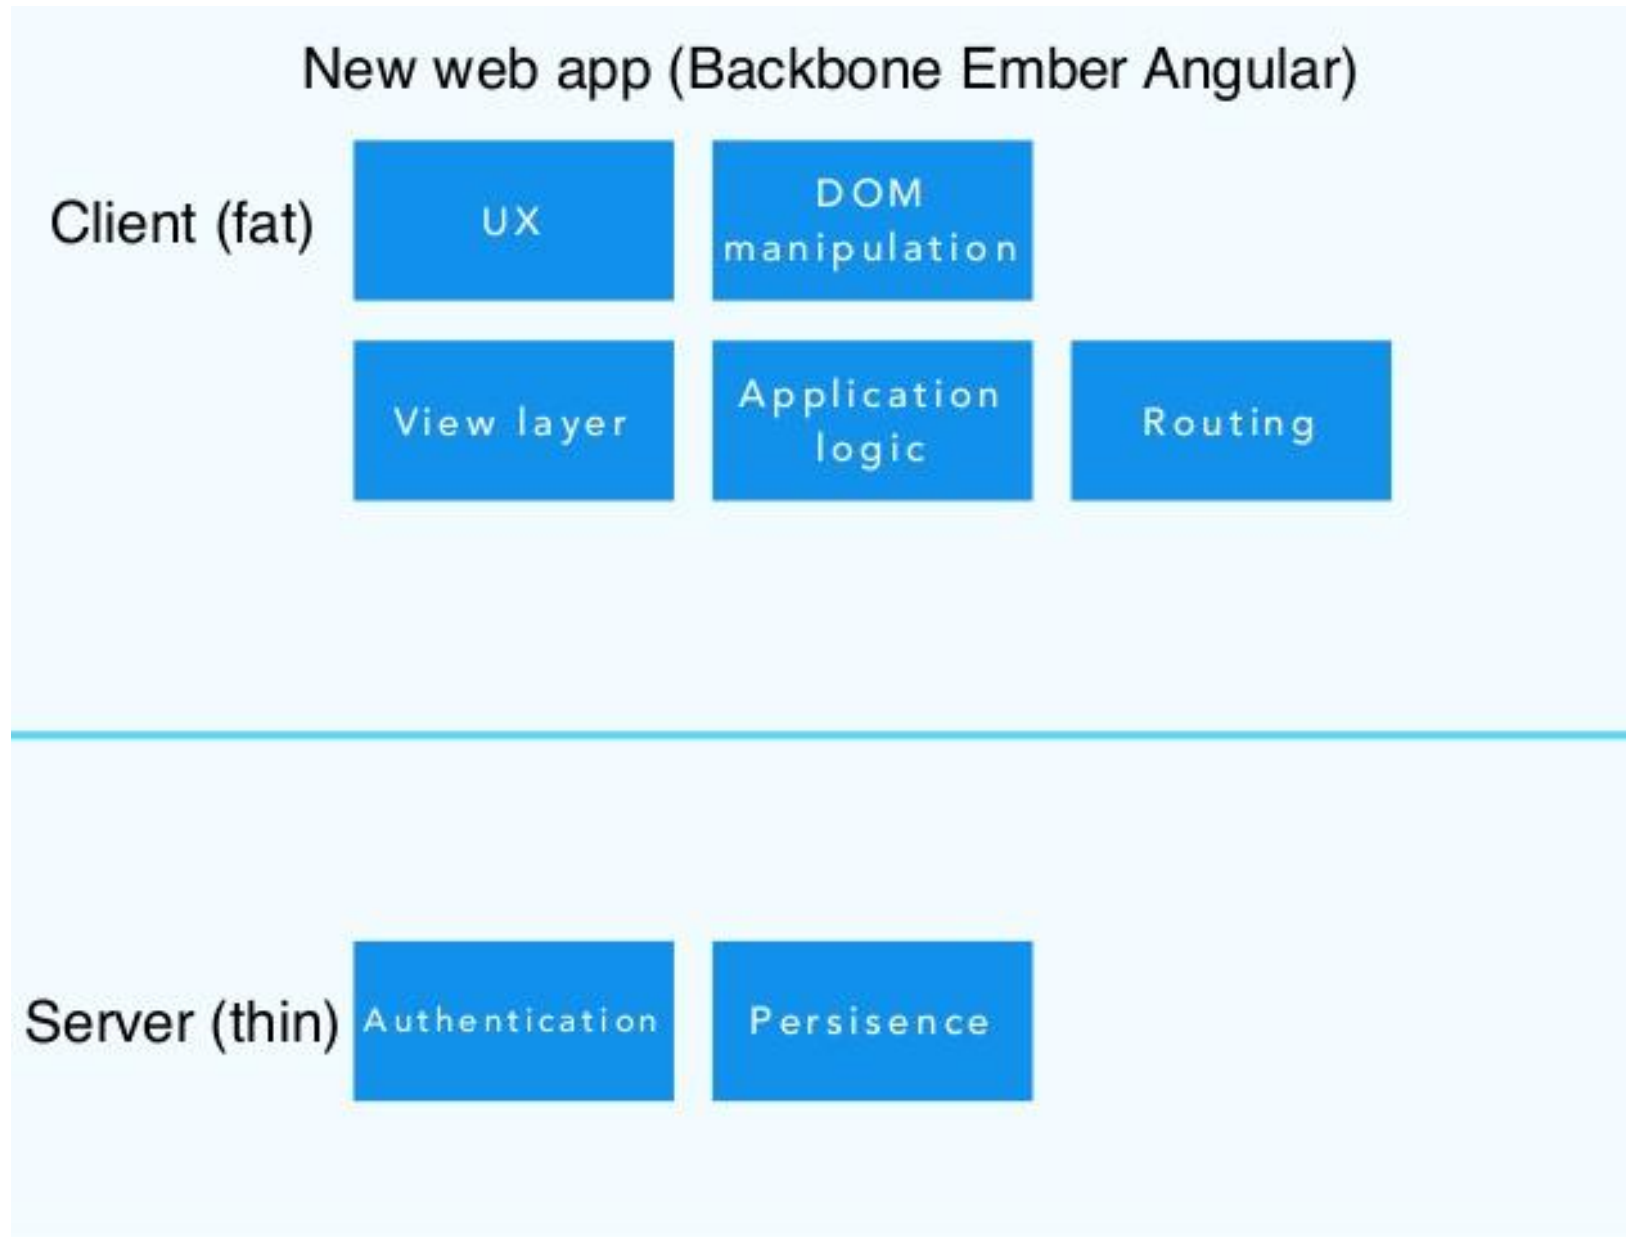 New web app (Backbone Ember Angular)
Client (fat)
UX
DOM
manipulation
View layer
Application
logic
Routing
Server (thin)
Authentication
Persisence